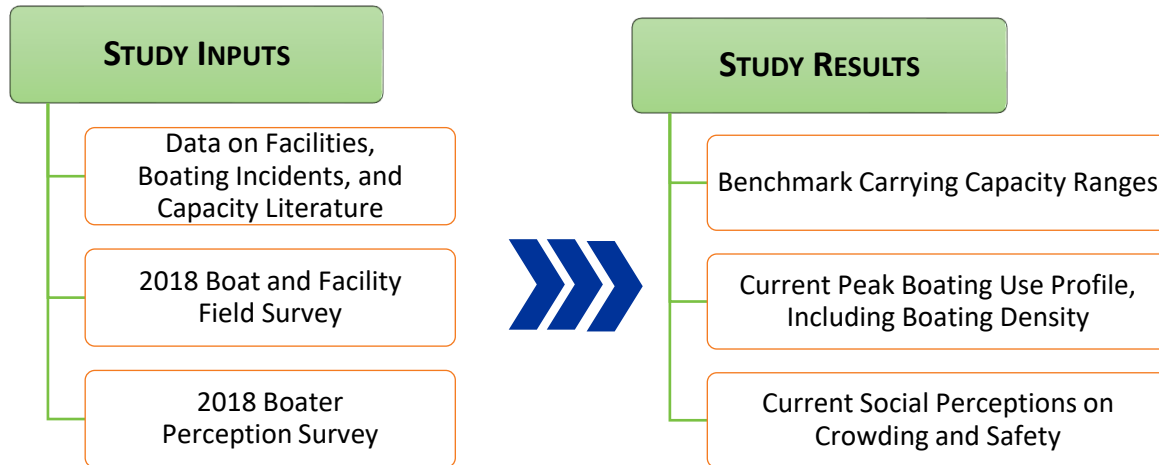 STUDY INPUTS
Data on Facilities,
Boating Incidents, and
Capacity Literature
2018 Boat and Facility
Field Survey
2018 Boater
Perception Survey
STUDY RESULTS
Benchmark Carrying Capacity Ranges
Current Peak Boating Use Profile,
Including Boating Density
Current Social Perceptions on
Crowding and Safety